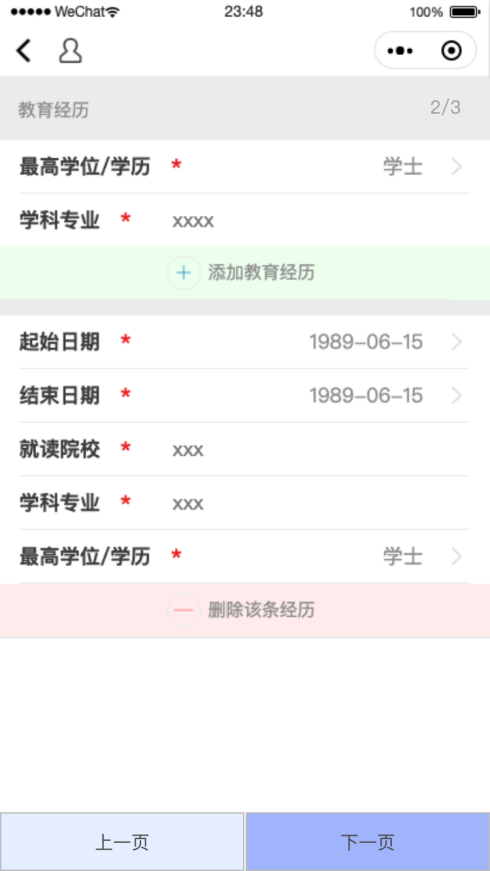 WeChat 23:48 100%
教育经历 2/3
最高学位/学历 * 学士
学科专业 * xxxx
+ 添加教育经历
起始日期 * 1989-06-15
结束日期 * 1989-06-15
就读院校 * xxx
学科专业 * xxx
最高学位/学历 * 学士
— 删除该条经历
上一页 下一页